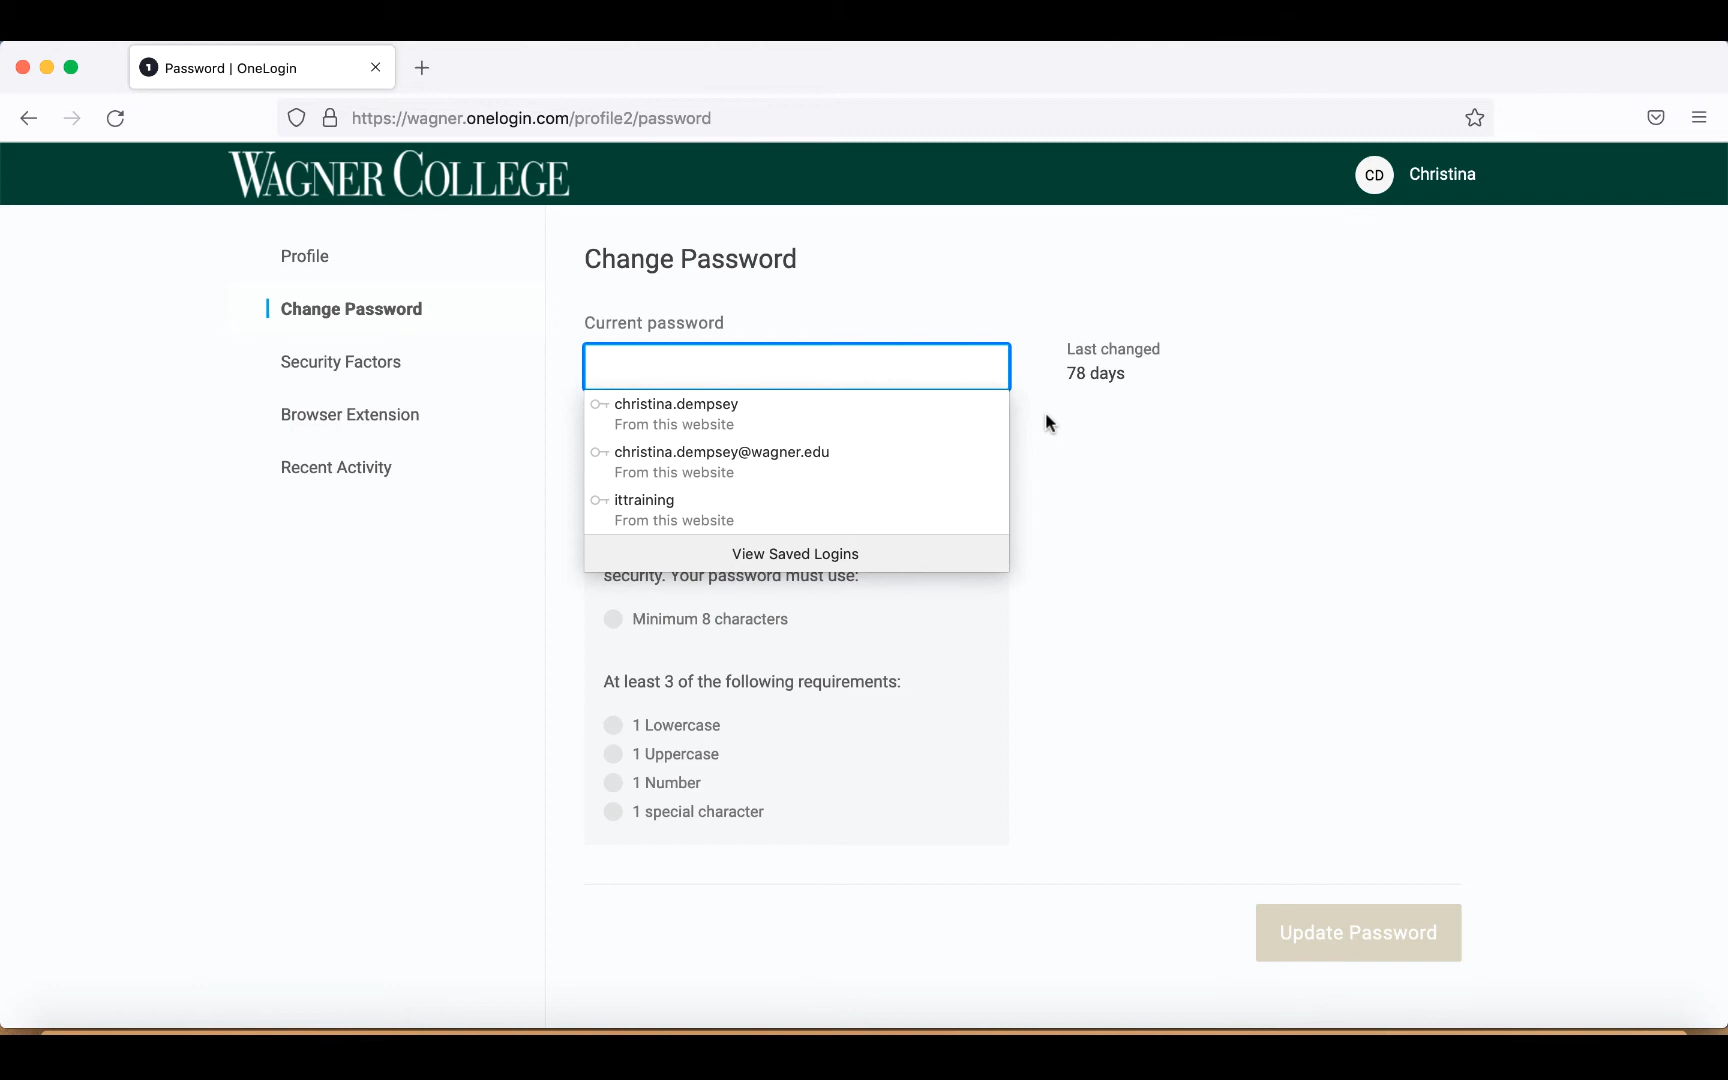 Password | OneLogin
https://wagner.onelogin.com/profile2/password
WAGNER COLLEGE
CD Christina
Profile
Change Password
Security Factors
Browser Extension
Recent Activity
Change Password
Current password
Last changed
78 days
christina.dempsey
From this website
christina.dempsey@wagner.edu
From this website
ittraining
From this website
View Saved Logins
security. Your password must use:
Minimum 8 characters
At least 3 of the following requirements:
1 Lowercase
1 Uppercase
1 Number
1 special character
Update Password